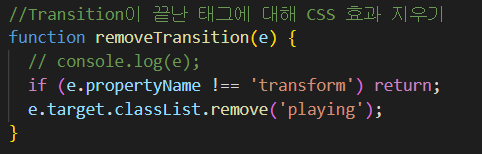 //Transition이 끝난 태그에 대해 CSS 효과 지우기
function removeTransition(e) {
  // console.log(e);
  if (e.propertyName !== 'transform') return;
  e.target.classList.remove('playing');
}